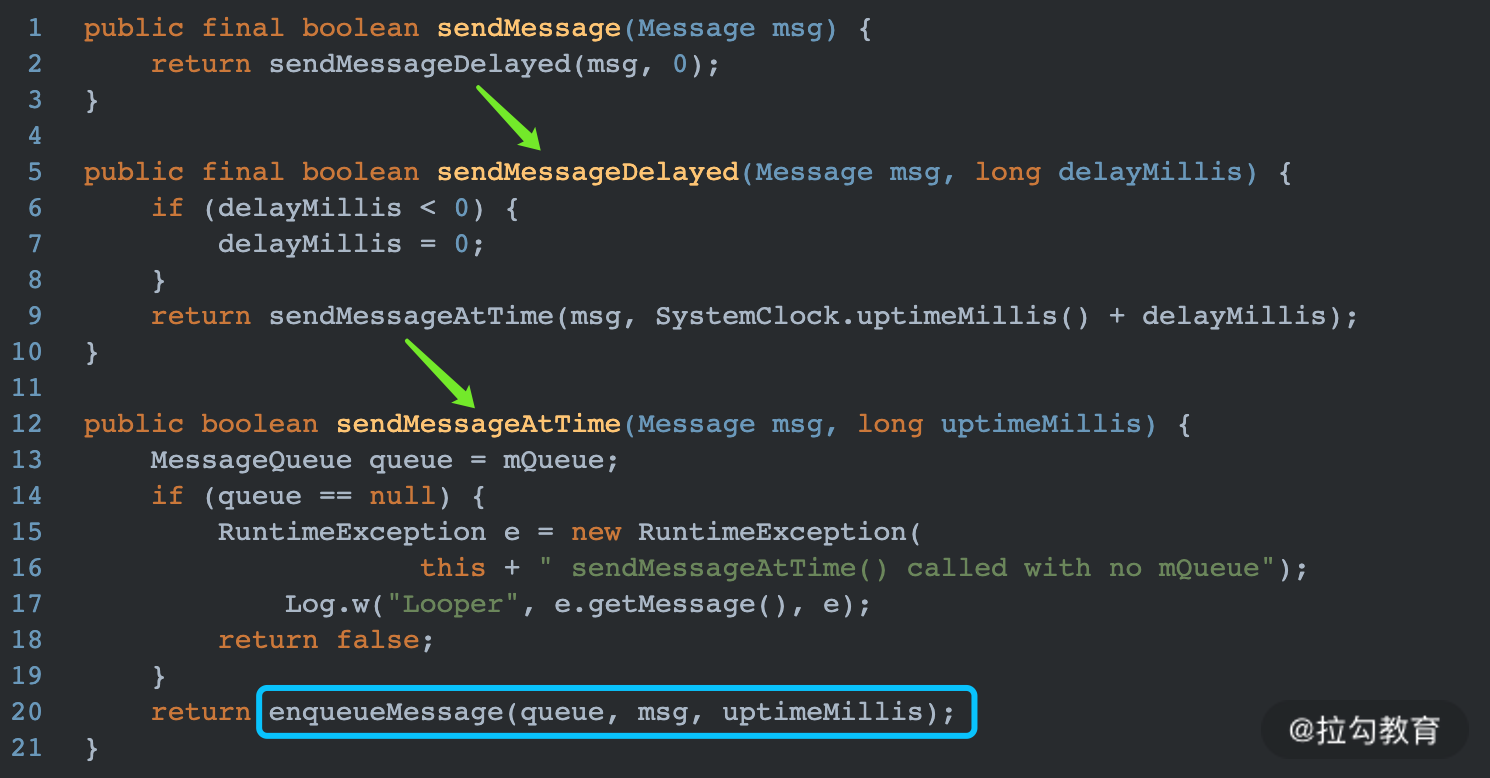 1 public final boolean sendMessage(Message msg) {
2     return sendMessageDelayed(msg, 0);
3 }
4
5 public final boolean sendMessageDelayed(Message msg, long delayMillis) {
6     if (delayMillis < 0) {
7         delayMillis = 0;
8     }
9     return sendMessageAtTime(msg, SystemClock.uptimeMillis() + delayMillis);
10 }
11
12 public boolean sendMessageAtTime(Message msg, long uptimeMillis) {
13     MessageQueue queue = mQueue;
14     if (queue == null) {
15         RuntimeException e = new RuntimeException(
16                     this + " sendMessageAtTime() called with no mQueue");
17             Log.w("Looper", e.getMessage(), e);
18         return false;
19     }
20     return enqueueMessage(queue, msg, uptimeMillis);
21 }
@拉勾教育